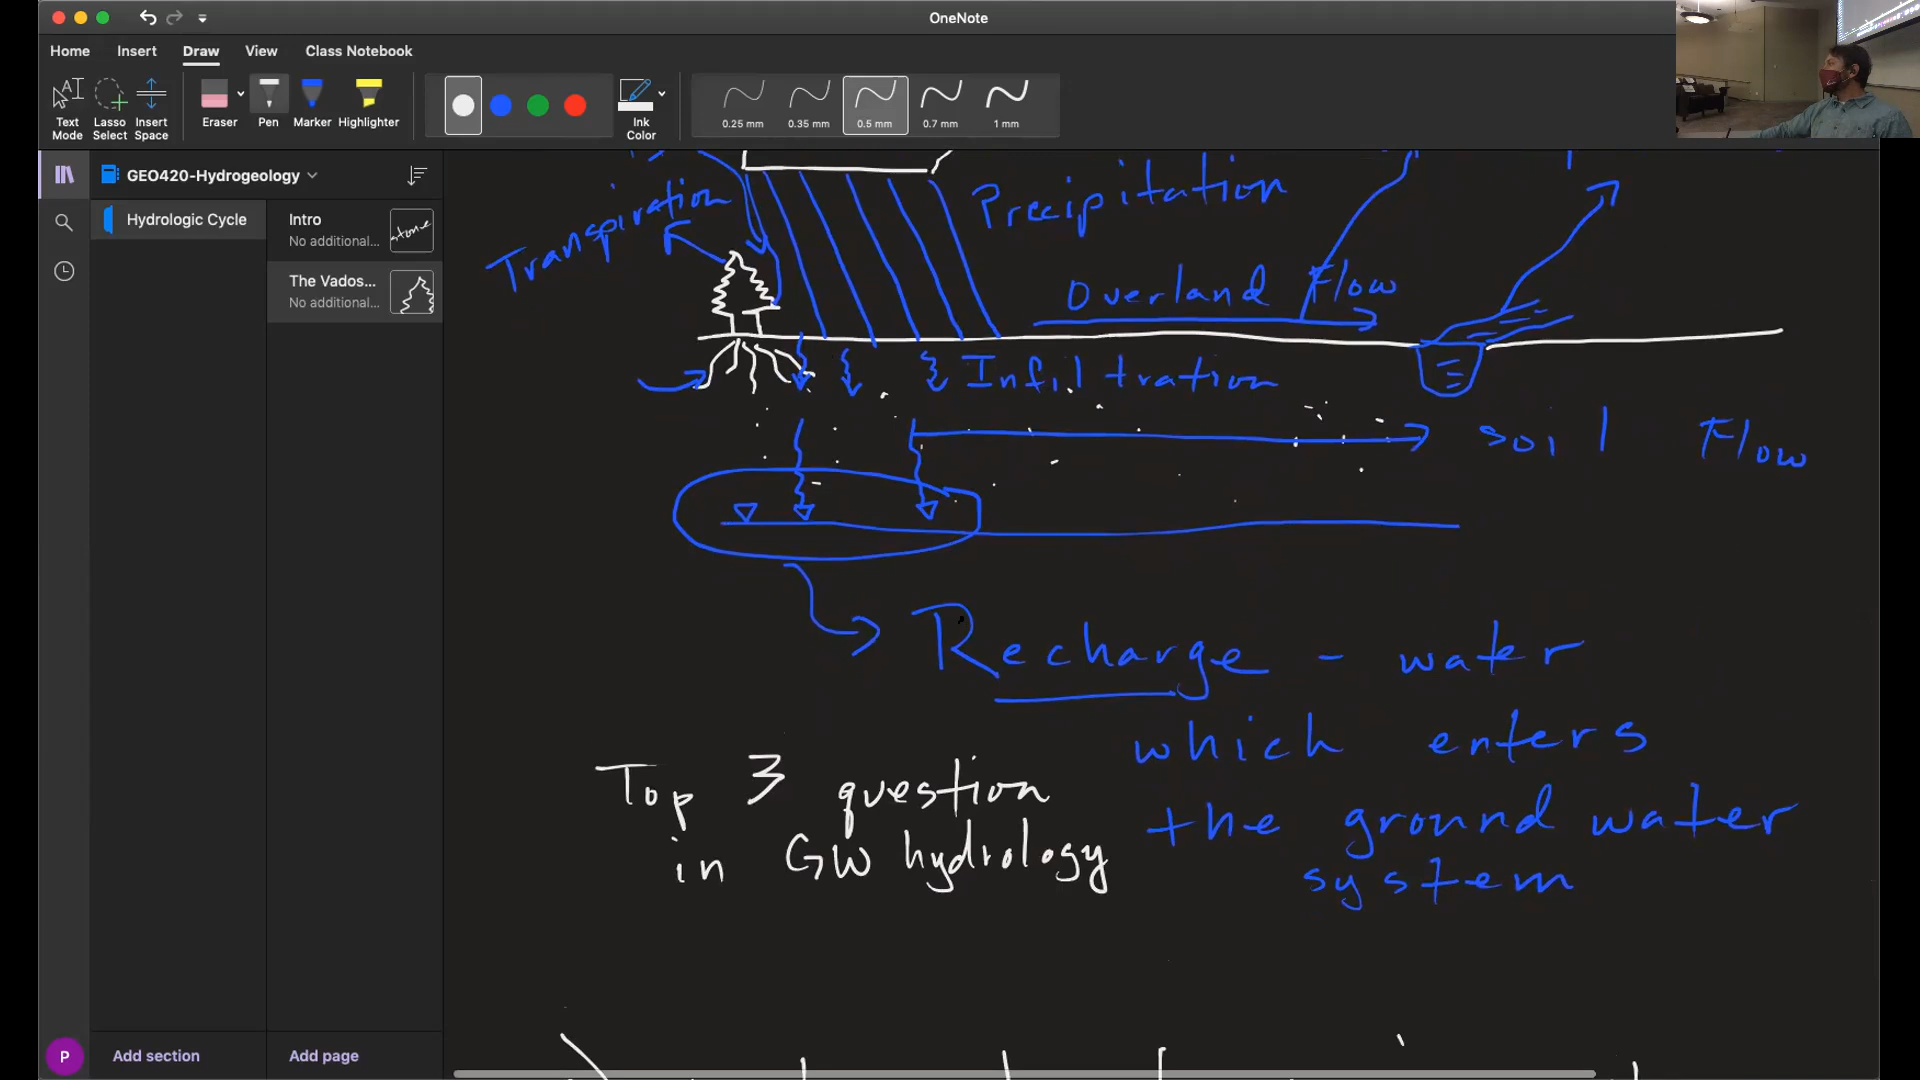 OneNote
Home Insert Draw View Class Notebook
Text Mode
Lasso Select
Insert Space
Eraser
Pen
Marker
Highlighter
Ink Color
0.25 mm
0.35 mm
0.5 mm
0.7 mm
1 mm
GEO420-Hydrogeology
Hydrologic Cycle
Intro
No additional...
The Vados...
No additional...
Transpiration
Precipitation
Overland Flow
Infiltration
soil Flow
Recharge - water
which enters
the ground water
system
Top 3 question
in GW hydrology
P
Add section
Add page